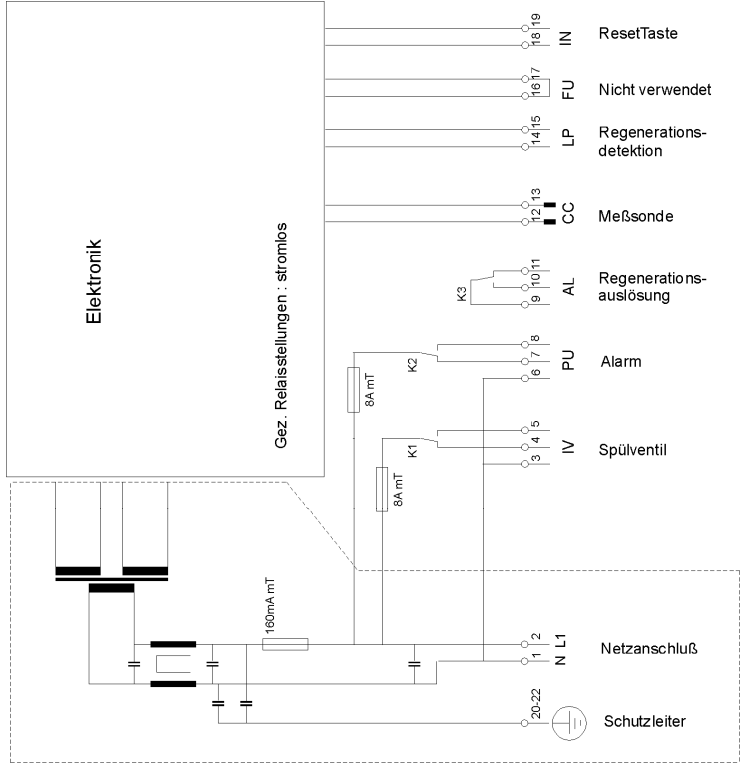 19
18
IN
ResetTaste
17
16
FU
Nicht verwendet
15
14
LP
Regenerations-
detektion
13
12
CC
Meßsonde
11
10
9
AL
K3
Regenerations-
auslösung
8
7
6
PU
K2
Alarm
8A mT
5
4
3
IV
K1
Spülventil
8A mT
Elektronik
Gez. Relaisstellungen : stromlos
160mA mT
2
L1
1
N
Netzanschluß
20-22
Schutzleiter